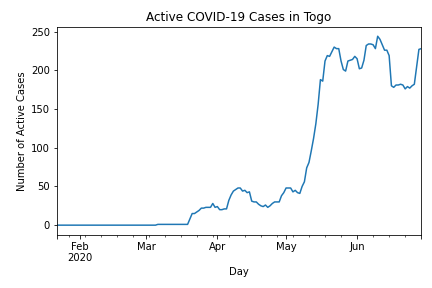 Active COVID-19 Cases in Togo
250
200
150
100
50
0
Number of Active Cases
Feb Mar Apr May Jun
2020
Day